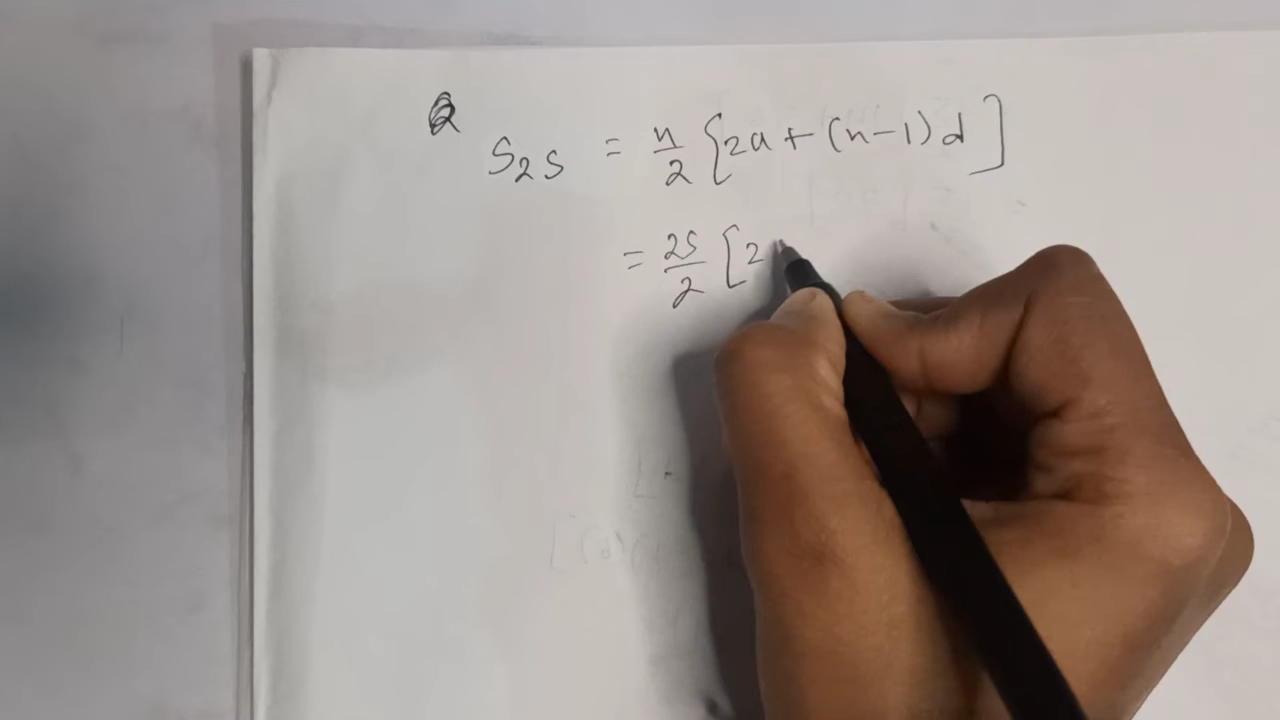 S₂₅ = n/2 [2a + (n-1)d]
= 25/2 [2